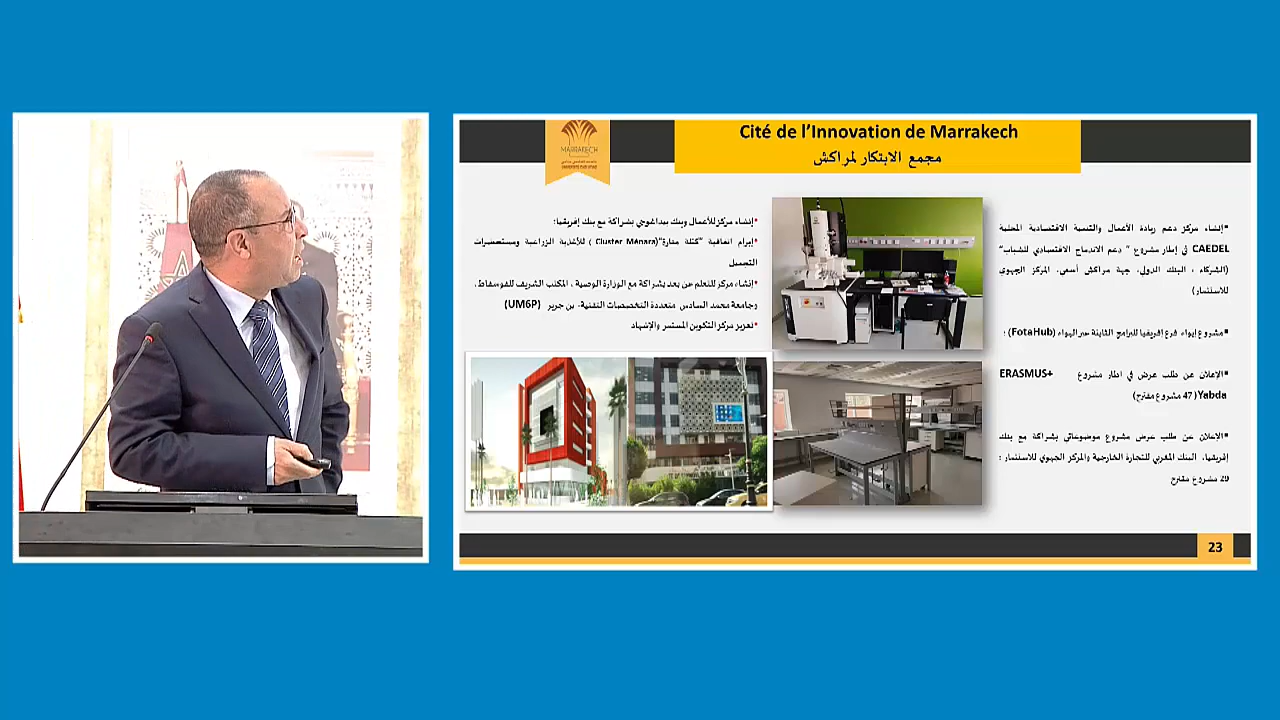 Cité de l’Innovation de Marrakech
مجمع الابتكار لمراكش
MARRAKECH
▪إنشاء مركز دعم ريادة الأعمال والتنمية الاقتصادية المحلية
CAEDEL في إطار مشروع " دعم الاندماج الاقتصادي للشباب"
(الشركاء ، البنك الدولي، جهة مراكش أسفي، المركز الجهوي
للاستثمار)
▪مشروع إيواء فرع إفريقيا للبرامج الثابتة عبر الهواء (FotaHub) ؛
▪الإعلان عن طلب عرض في اطار مشروع ERASMUS+
Yabda( 47 مشروع مقترح)
▪الإعلان عن طلب عرض مشروع موضوعاتي بشراكة مع بنك
إفريقيا، البنك المغربي للتجارة الخارجية والمركز الجهوي للاستثمار :
29 مشروع مقترح
•إنشاء مركز للأعمال وبنك بيداغوجي بشراكة مع بنك إفريقيا؛
•إبرام اتفاقية "كتلة منارة"(Cluster Ménara ) للأغذية الزراعية ومستحضرات
التجميل
•إنشاء مركز للتعلم عن بعد بشراكة مع الوزارة الوصية ، المكتب الشريف للفوسفاط ،
وجامعة محمد السادس متعددة التخصصات التقنية- بن جرير (UM6P)
•تعزيز مركز التكوين المستمر والإشهاد
23